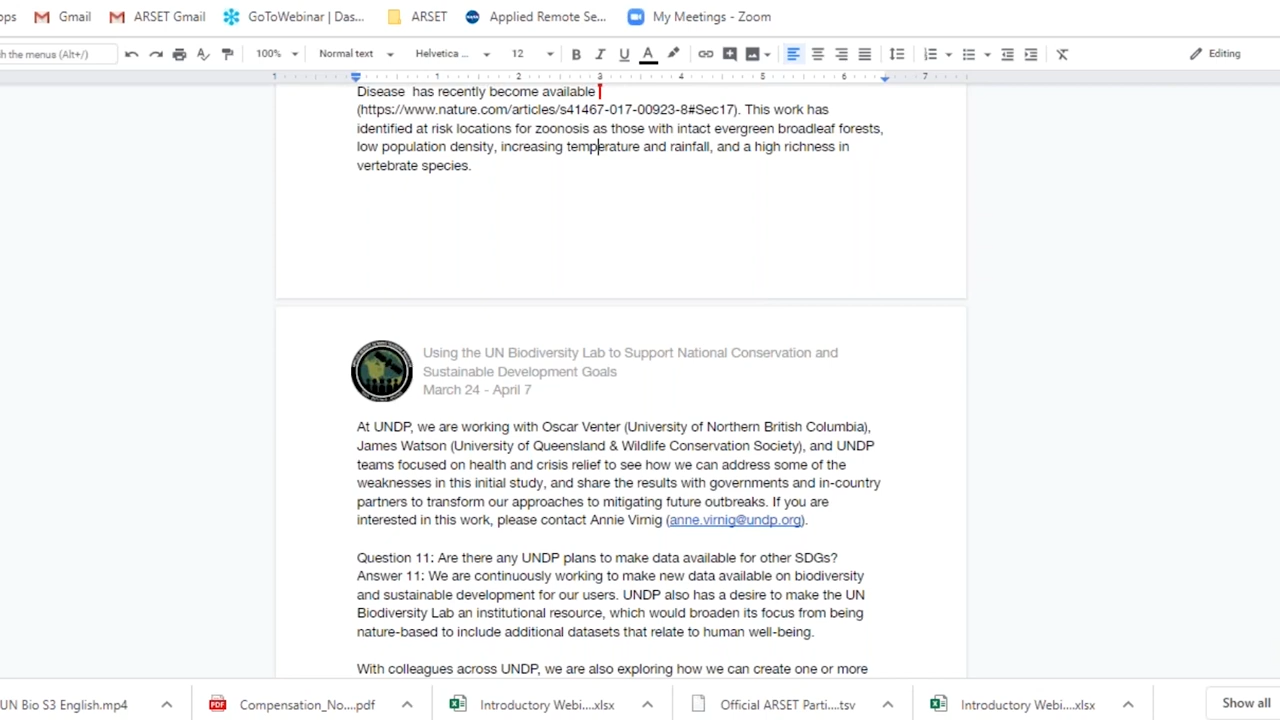 ops Gmail ARSET Gmail GoToWebinar | Das... ARSET Applied Remote Se... My Meetings - Zoom
h the menus (Alt+/) 100% Normal text Helvetica ... 12 B I U A Editing
1 1 2 3 4 5 6 7
Disease has recently become available
(https://www.nature.com/articles/s41467-017-00923-8#Sec17). This work has
identified at risk locations for zoonosis as those with intact evergreen broadleaf forests,
low population density, increasing temperature and rainfall, and a high richness in
vertebrate species.
Using the UN Biodiversity Lab to Support National Conservation and
Sustainable Development Goals
March 24 - April 7
At UNDP, we are working with Oscar Venter (University of Northern British Columbia),
James Watson (University of Queensland & Wildlife Conservation Society), and UNDP
teams focused on health and crisis relief to see how we can address some of the
weaknesses in this initial study, and share the results with governments and in-country
partners to transform our approaches to mitigating future outbreaks. If you are
interested in this work, please contact Annie Virnig (anne.virnig@undp.org).
Question 11: Are there any UNDP plans to make data available for other SDGs?
Answer 11: We are continuously working to make new data available on biodiversity
and sustainable development for our users. UNDP also has a desire to make the UN
Biodiversity Lab an institutional resource, which would broaden its focus from being
nature-based to include additional datasets that relate to human well-being.
With colleagues across UNDP, we are also exploring how we can create one or more
UN Bio S3 English.mp4 Compensation_No....pdf Introductory Webi....xlsx Official ARSET Parti....tsv Introductory Webi....xlsx Show all